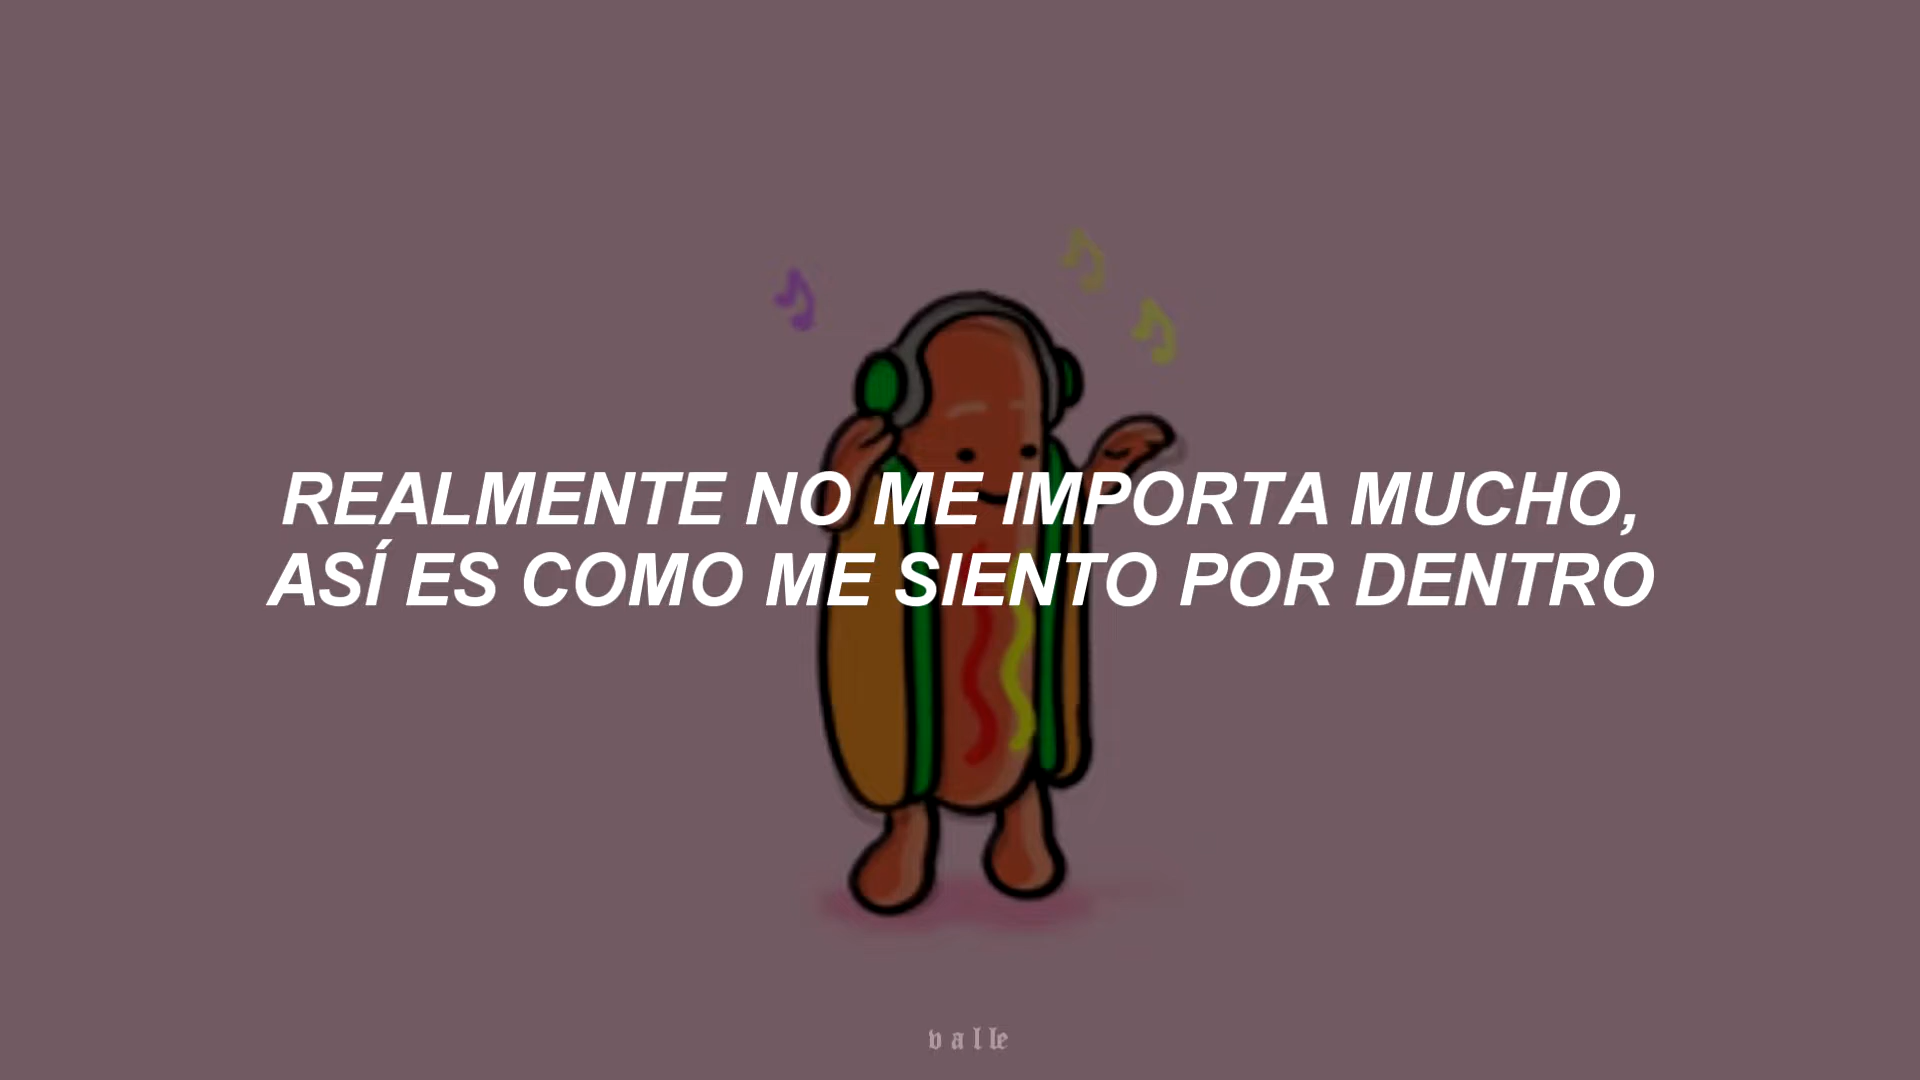 REALMENTE NO ME IMPORTA MUCHO,
ASÍ ES COMO ME SIENTO POR DENTRO
valle